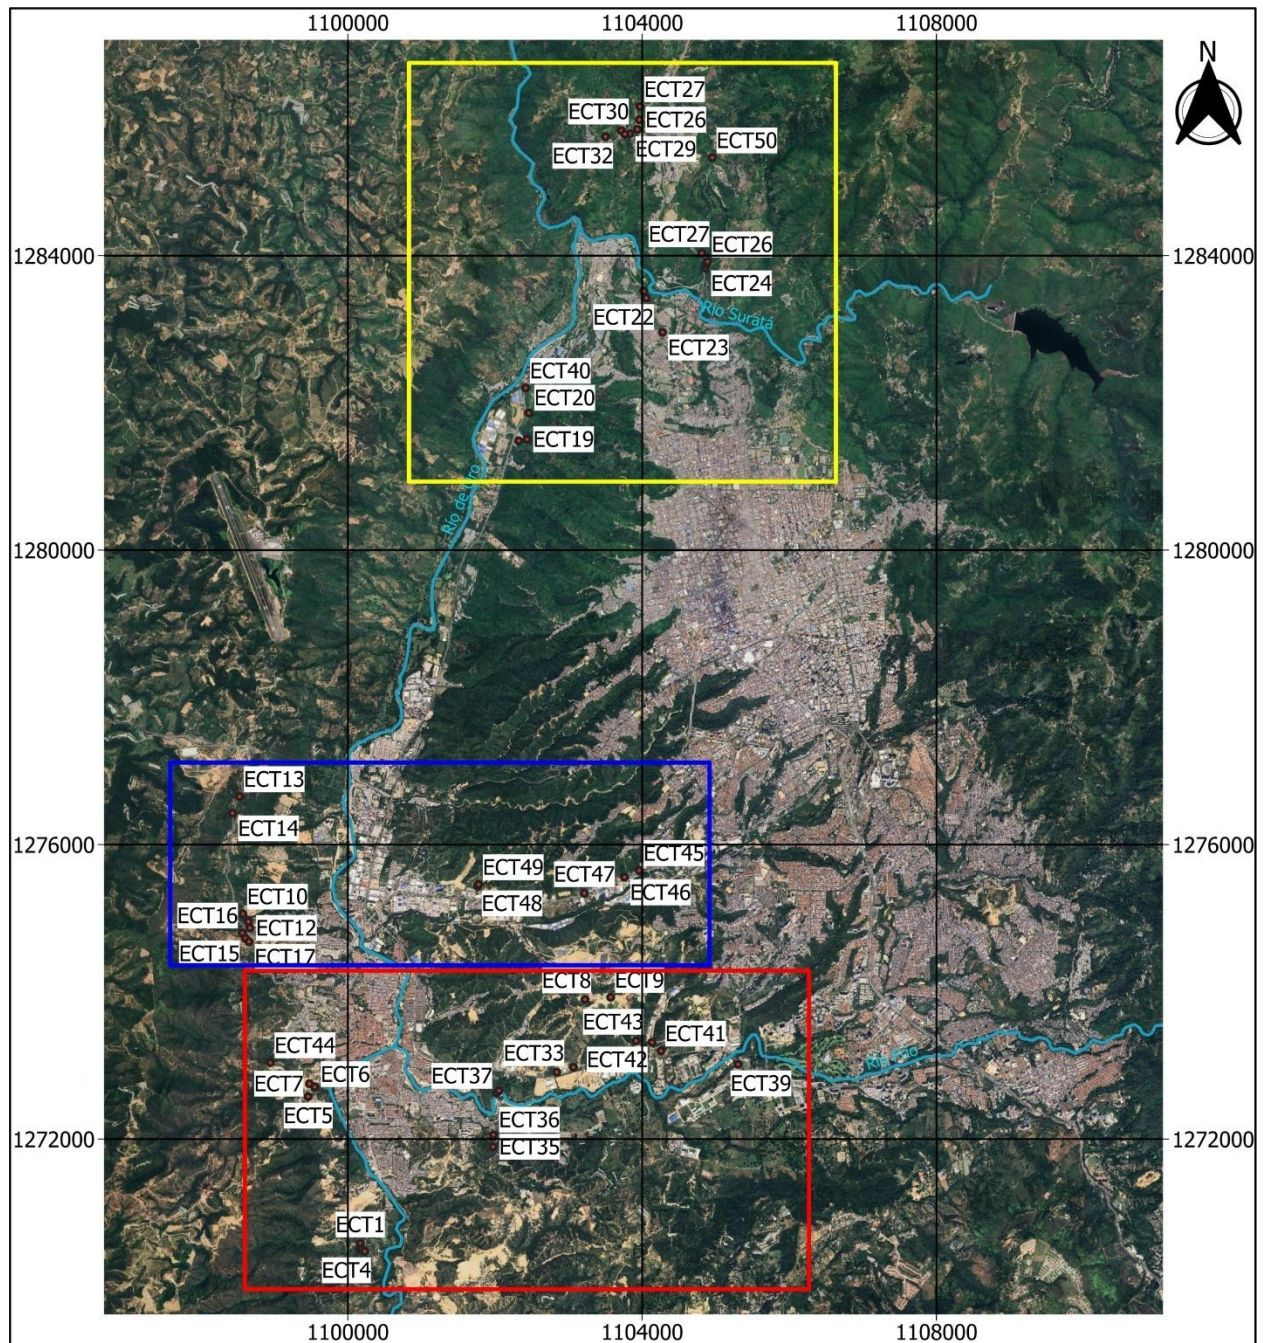 1100000
1104000
1108000
N
ECT27
ECT30
ECT26
ECT32
ECT29
ECT50
ECT27
ECT26
1284000
1284000
ECT24
Río Suratá
ECT22
ECT23
ECT40
ECT20
ECT19
Río de Oro
1280000
1280000
ECT13
ECT14
1276000
1276000
ECT45
ECT49
ECT47
ECT46
ECT48
ECT10
ECT16
ECT12
ECT15
ECT17
ECT8
ECT9
ECT43
ECT41
ECT44
ECT33
ECT42
Río Frío
ECT7
ECT6
ECT37
ECT39
ECT5
ECT36
1272000
1272000
ECT35
ECT1
ECT4
1100000
1104000
1108000